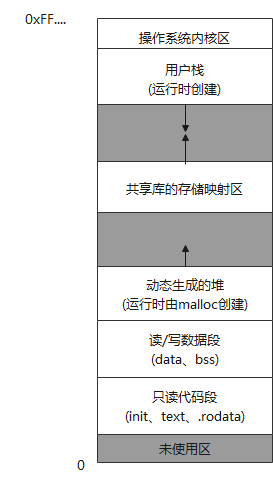 0xFF....
操作系统内核区
用户栈
(运行时创建)
共享库的存储映射区
动态生成的堆
(运行时由malloc创建)
读/写数据段
(data、bss)
只读代码段
(init、text、.rodata)
未使用区
0